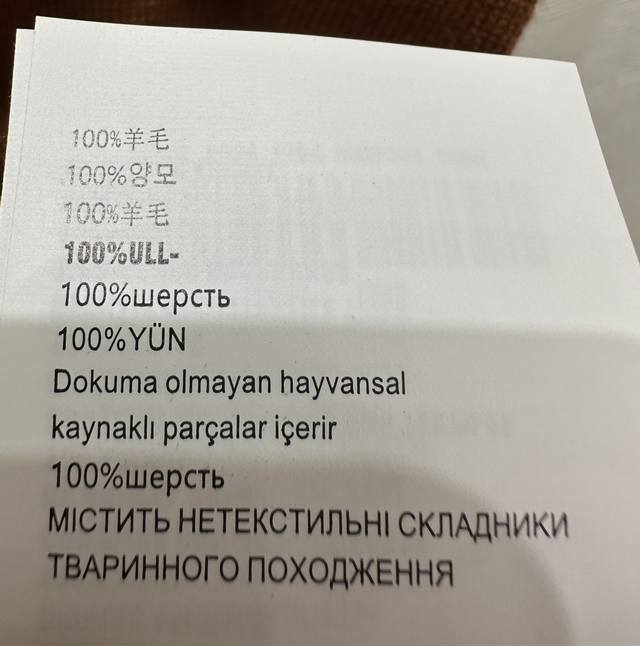 100%羊毛
100%양모
100%羊毛
100%ULL-
100%шерсть
100%YÜN
Dokuma olmayan hayvansal
kaynaklı parçalar içerir
100%шерсть
МІСТИТЬ НЕТЕКСТИЛЬНІ СКЛАДНИКИ
ТВАРИННОГО ПОХОДЖЕННЯ